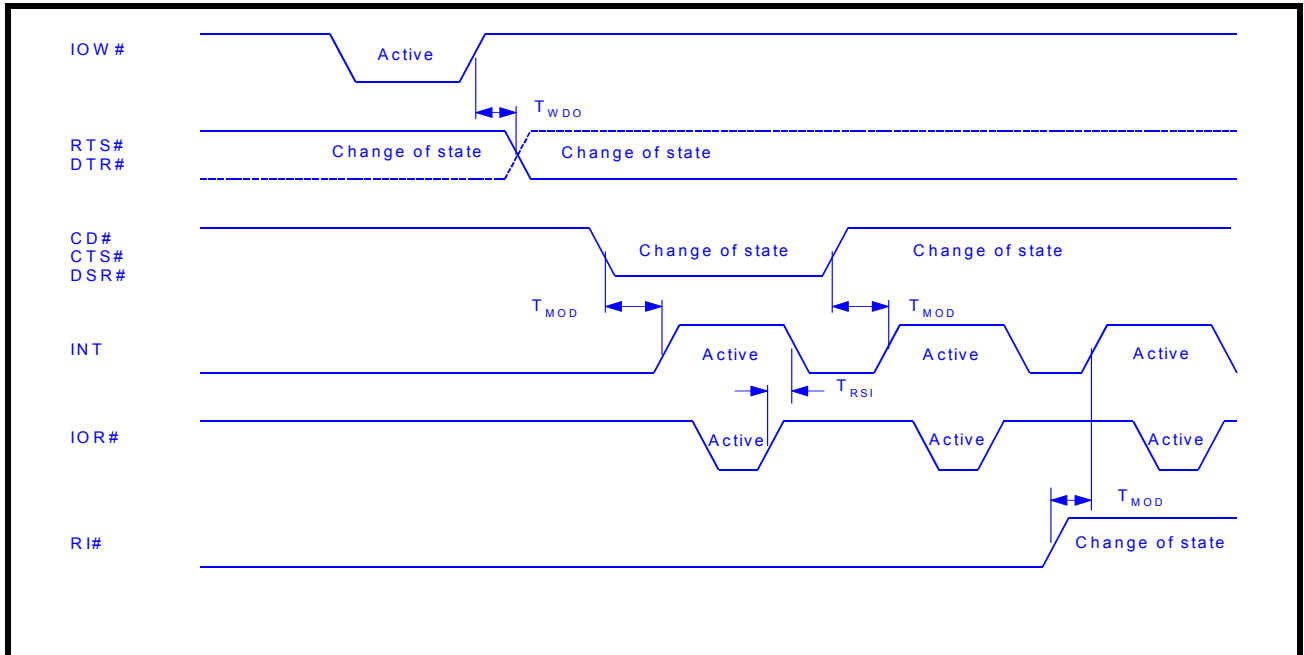 IOW#
Active
TWDO
RTS#
DTR#
Change of state Change of state
CD#
CTS#
DSR#
Change of state Change of state
TMOD TMOD
INT
Active Active Active
TRSI
IOR#
Active Active Active
TMOD
RI#
Change of state